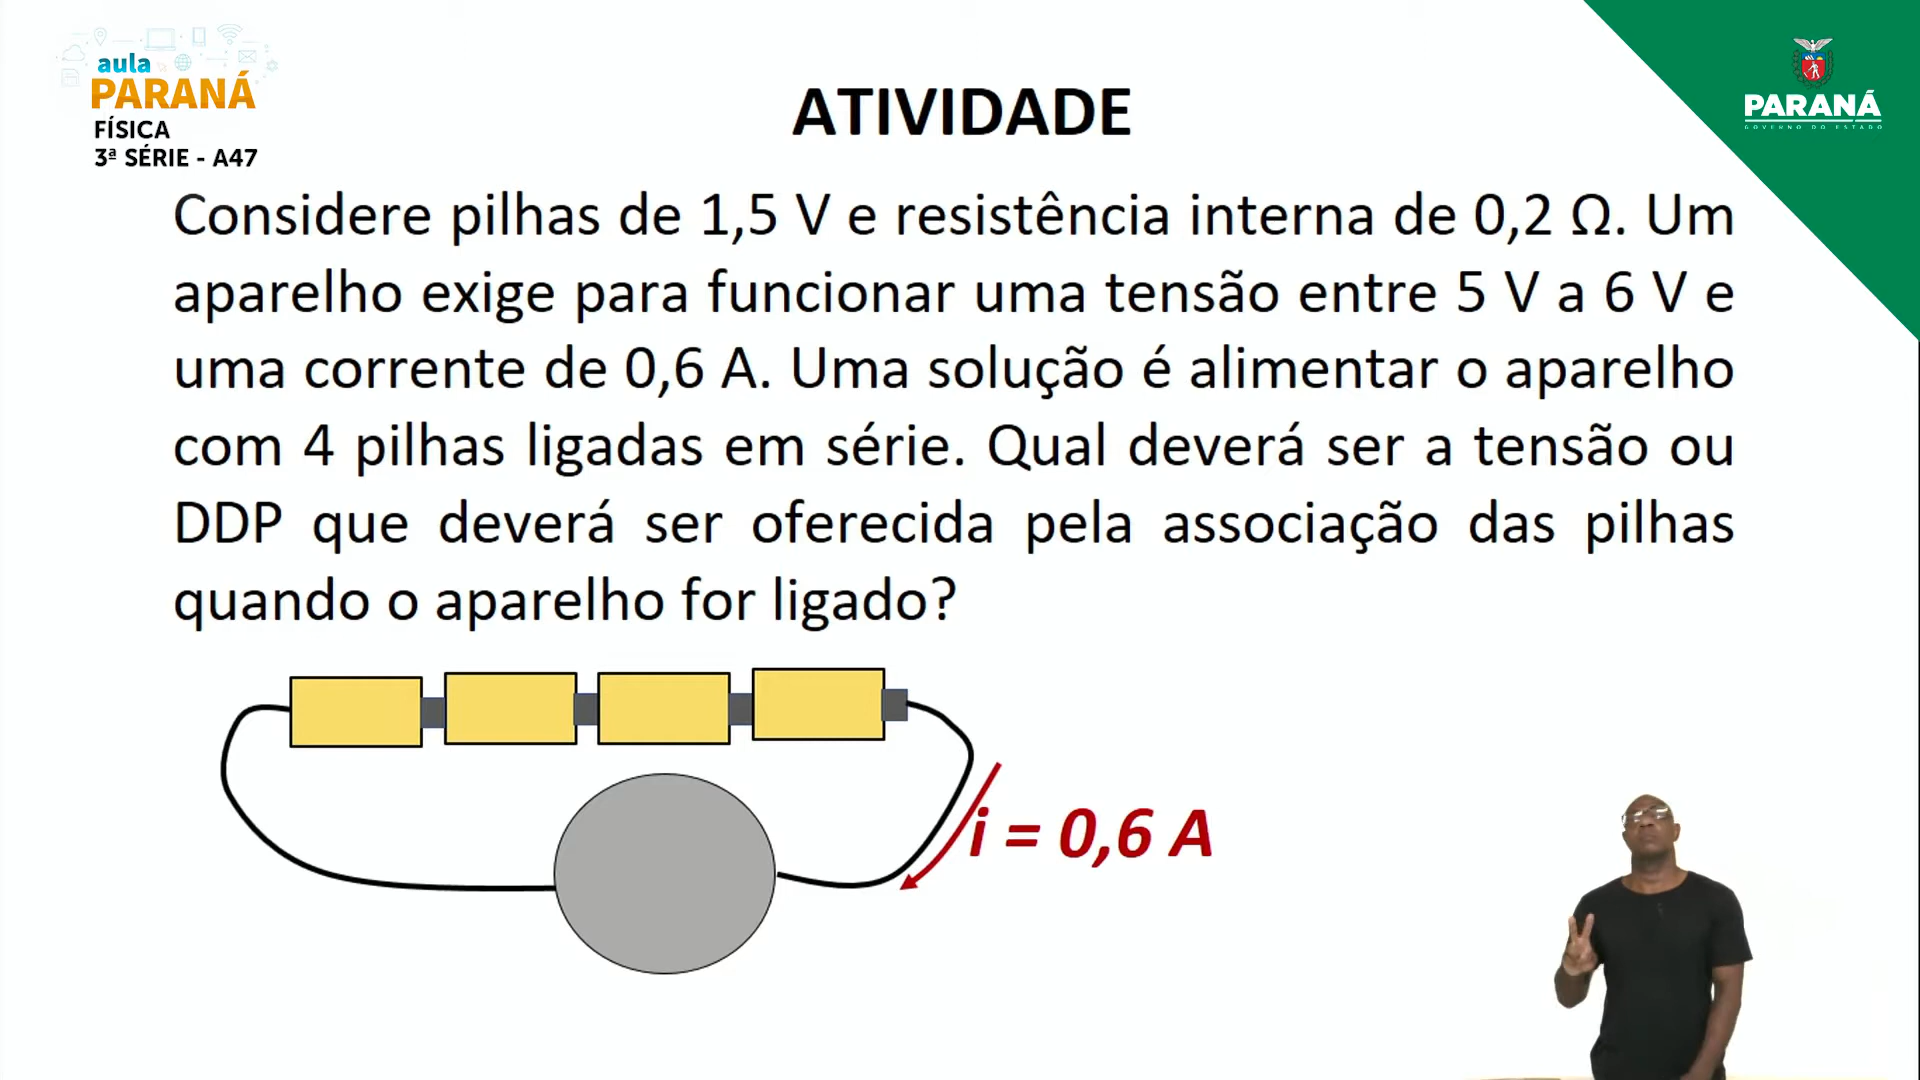 aula
PARANÁ
FÍSICA
3ª SÉRIE - A47
ATIVIDADE
PARANÁ
GOVERNO DO ESTADO
Considere pilhas de 1,5 V e resistência interna de 0,2 Ω. Um
aparelho exige para funcionar uma tensão entre 5 V a 6 V e
uma corrente de 0,6 A. Uma solução é alimentar o aparelho
com 4 pilhas ligadas em série. Qual deverá ser a tensão ou
DDP que deverá ser oferecida pela associação das pilhas
quando o aparelho for ligado?
i = 0,6 A